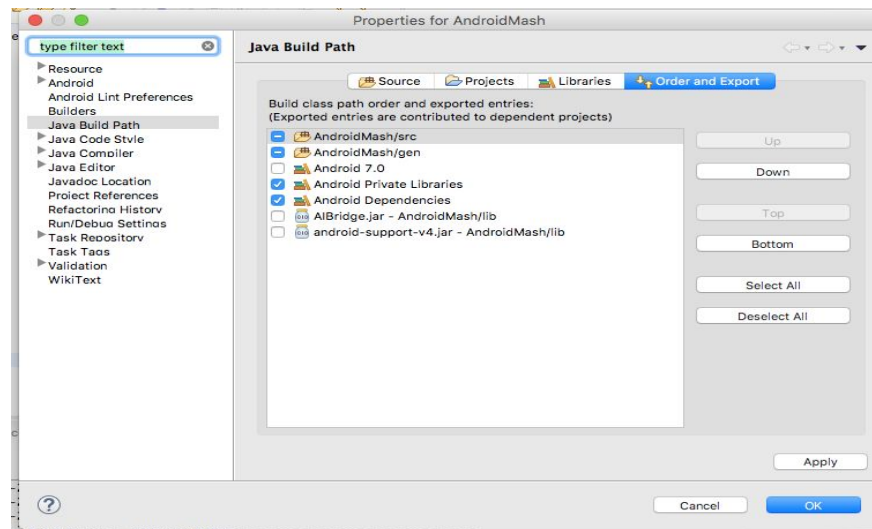 Properties for AndroidMash
type filter text
Java Build Path
Resource
Android
Android Lint Preferences
Builders
Java Build Path
Java Code Style
Java Compiler
Java Editor
Javadoc Location
Project References
Refactoring History
Run/Debug Settings
Task Repository
Task Tags
Validation
WikiText
Source Projects Libraries Order and Export
Build class path order and exported entries:
(Exported entries are contributed to dependent projects)
AndroidMash/src
AndroidMash/gen
Android 7.0
Android Private Libraries
Android Dependencies
AIBridge.jar - AndroidMash/lib
android-support-v4.jar - AndroidMash/lib
Up
Down
Top
Bottom
Select All
Deselect All
Apply
?
Cancel
OK